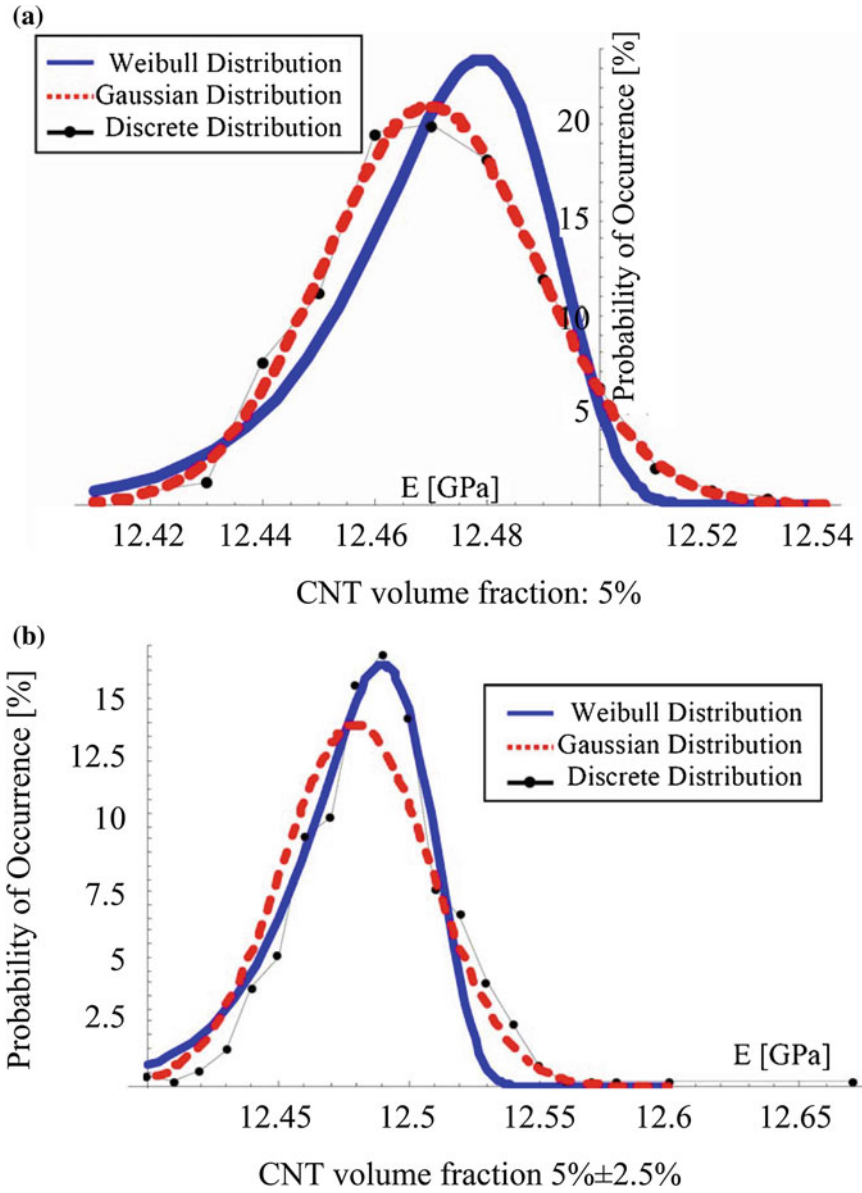 (a)
Weibull Distribution
Gaussian Distribution
Discrete Distribution
Probability of Occurrence [%]
20
15
10
5
E [GPa]
12.42 12.44 12.46 12.48 12.52 12.54
CNT volume fraction: 5%
(b)
Probability of Occurrence [%]
15
12.5
10
7.5
5
2.5
Weibull Distribution
Gaussian Distribution
Discrete Distribution
E [GPa]
12.45 12.5 12.55 12.6 12.65
CNT volume fraction 5%±2.5%